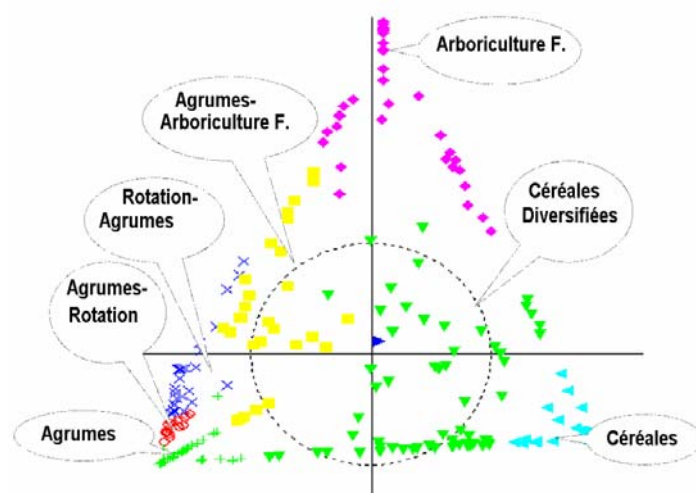 Arboriculture F.
Agrumes-
Arboriculture F.
Rotation-
Agrumes
Céréales
Diversifiées
Agrumes-
Rotation
Agrumes
Céréales